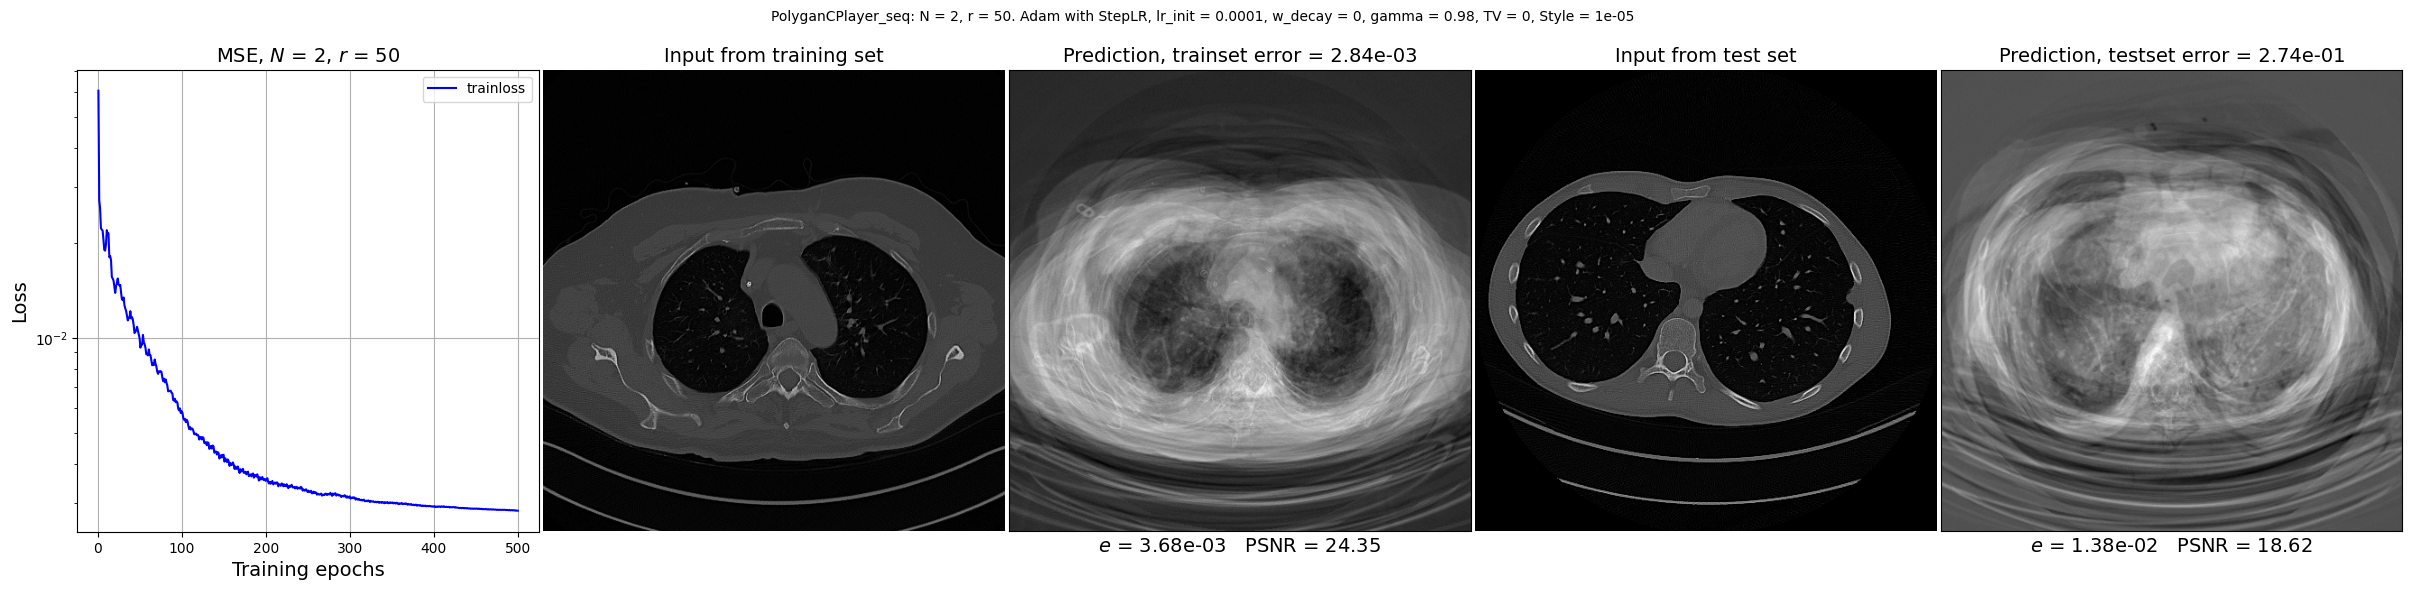 PolyganCPlayer_seq: N = 2, r = 50. Adam with StepLR, lr_init = 0.0001, w_decay = 0, gamma = 0.98, TV = 0, Style = 1e-05
MSE, N = 2, r = 50
trainloss
Loss
10⁻²
0 100 200 300 400 500
Training epochs
Input from training set
Prediction, trainset error = 2.84e-03
e = 3.68e-03 PSNR = 24.35
Input from test set
Prediction, testset error = 2.74e-01
e = 1.38e-02 PSNR = 18.62